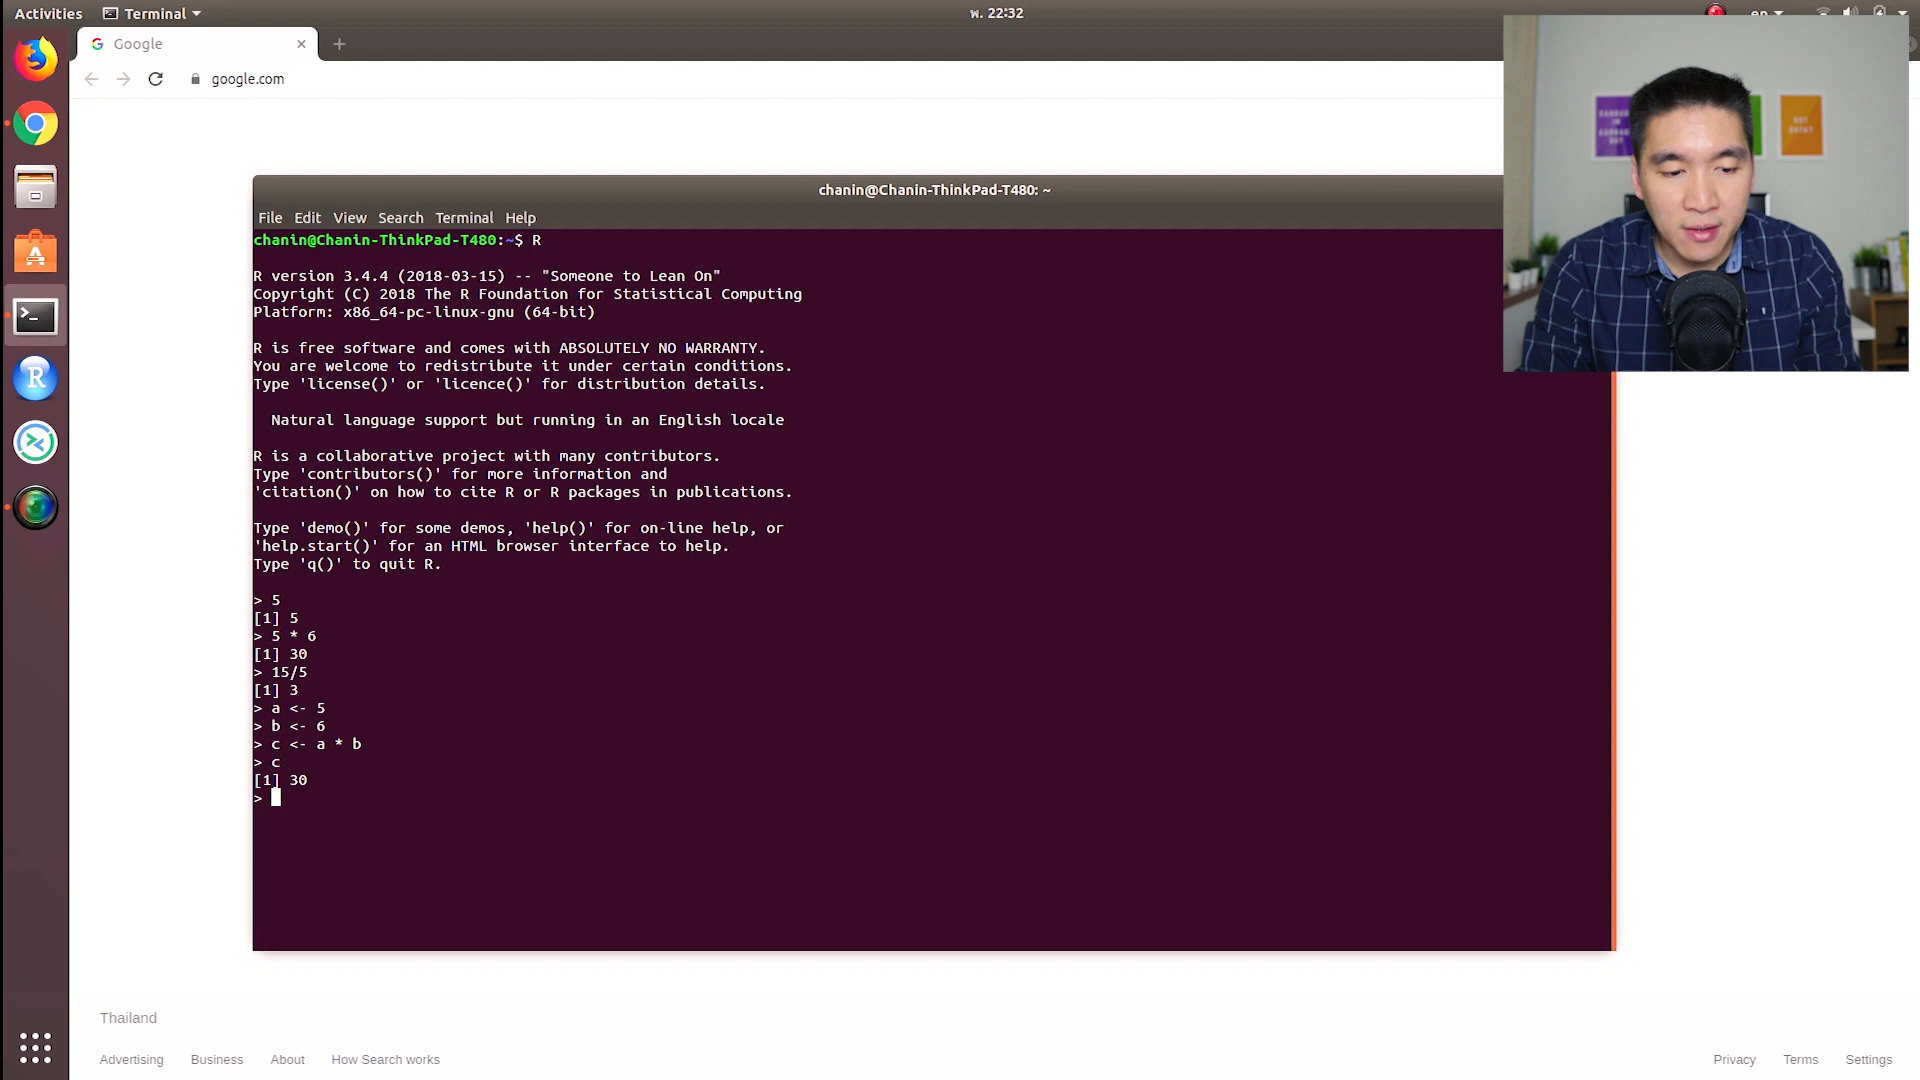 Activities
Terminal
พ. 22:32
en
Google
google.com
chanin@Chanin-ThinkPad-T480: ~
File Edit View Search Terminal Help
chanin@Chanin-ThinkPad-T480:~$ R
R version 3.4.4 (2018-03-15) -- "Someone to Lean On"
Copyright (C) 2018 The R Foundation for Statistical Computing
Platform: x86_64-pc-linux-gnu (64-bit)
R is free software and comes with ABSOLUTELY NO WARRANTY.
You are welcome to redistribute it under certain conditions.
Type 'license()' or 'licence()' for distribution details.
Natural language support but running in an English locale
R is a collaborative project with many contributors.
Type 'contributors()' for more information and
'citation()' on how to cite R or R packages in publications.
Type 'demo()' for some demos, 'help()' for on-line help, or
'help.start()' for an HTML browser interface to help.
Type 'q()' to quit R.
> 5
[1] 5
> 5 * 6
[1] 30
> 15/5
[1] 3
> a <- 5
> b <- 6
> c <- a * b
> c
[1] 30
>
Thailand
Advertising Business About How Search works
Privacy Terms Settings